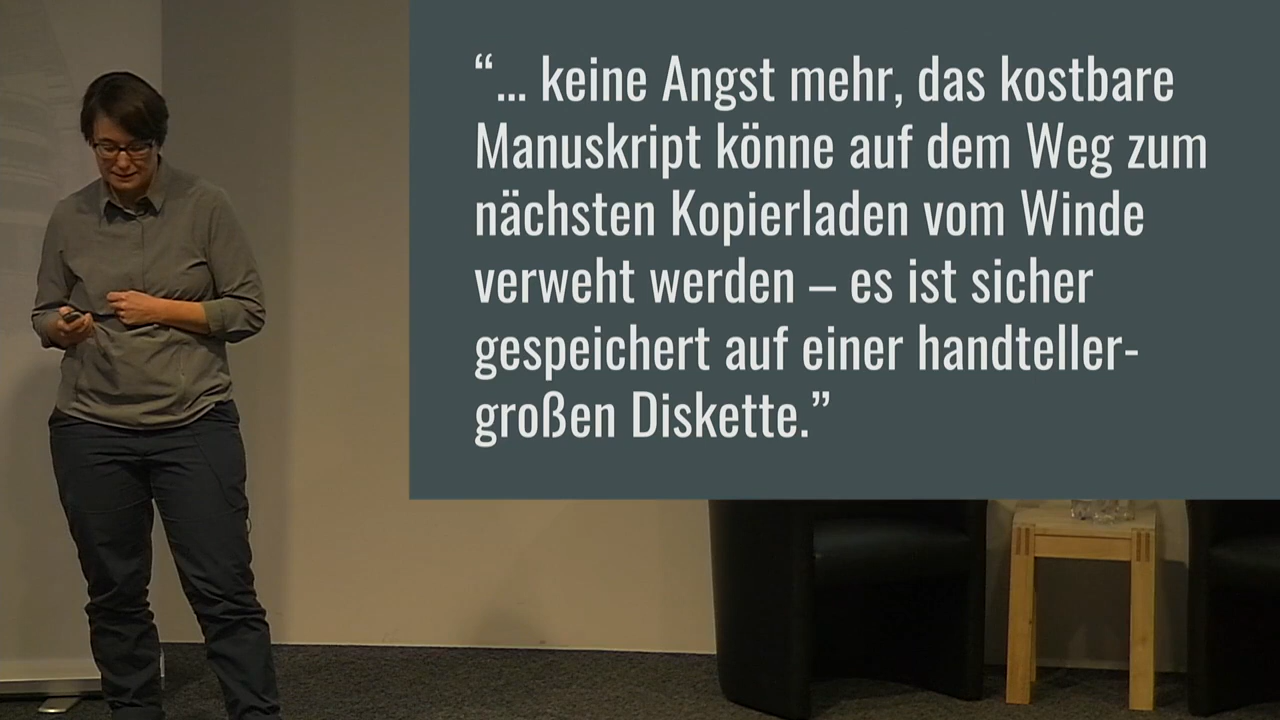 “... keine Angst mehr, das kostbare
Manuskript könne auf dem Weg zum
nächsten Kopierladen vom Winde
verweht werden – es ist sicher
gespeichert auf einer handteller-
großen Diskette.”